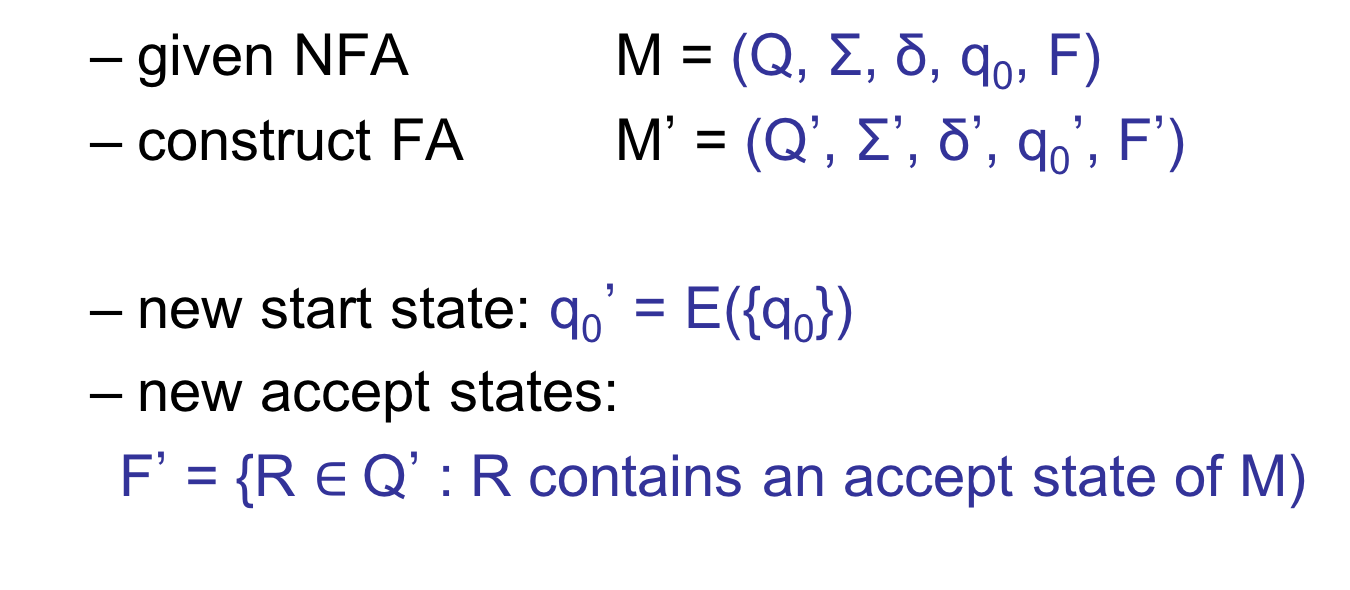 – given NFA M = (Q, Σ, δ, q₀, F)
– construct FA M’ = (Q’, Σ’, δ’, q₀’, F’)
– new start state: q₀’ = E({q₀})
– new accept states:
F’ = {R ∈ Q’ : R contains an accept state of M)